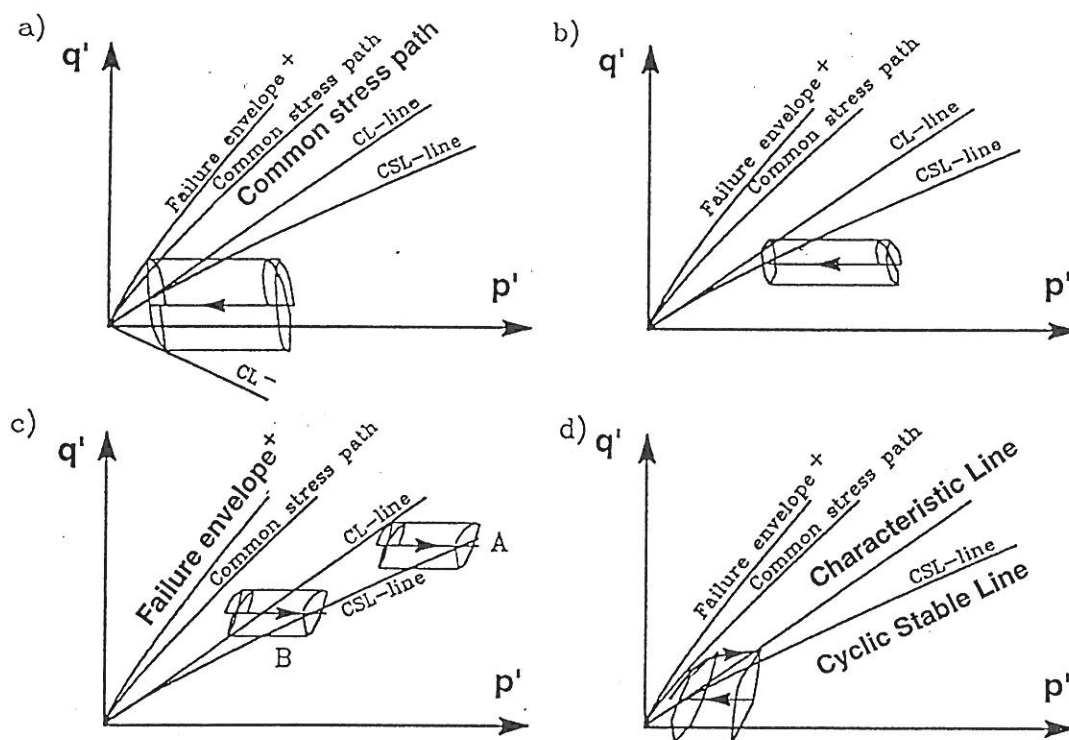 a)
q'
Failure envelope +
Common stress path
Common stress path
CL-line
CSL-line
p'
CL -
b)
q'
Failure envelope +
Common stress path
CL-line
CSL-line
p'
c)
q'
Failure envelope +
Common stress path
CL-line
A
CSL-line
B
p'
d)
q'
Failure envelope +
Common stress path
Characteristic Line
CSL-line
Cyclic Stable Line
p'